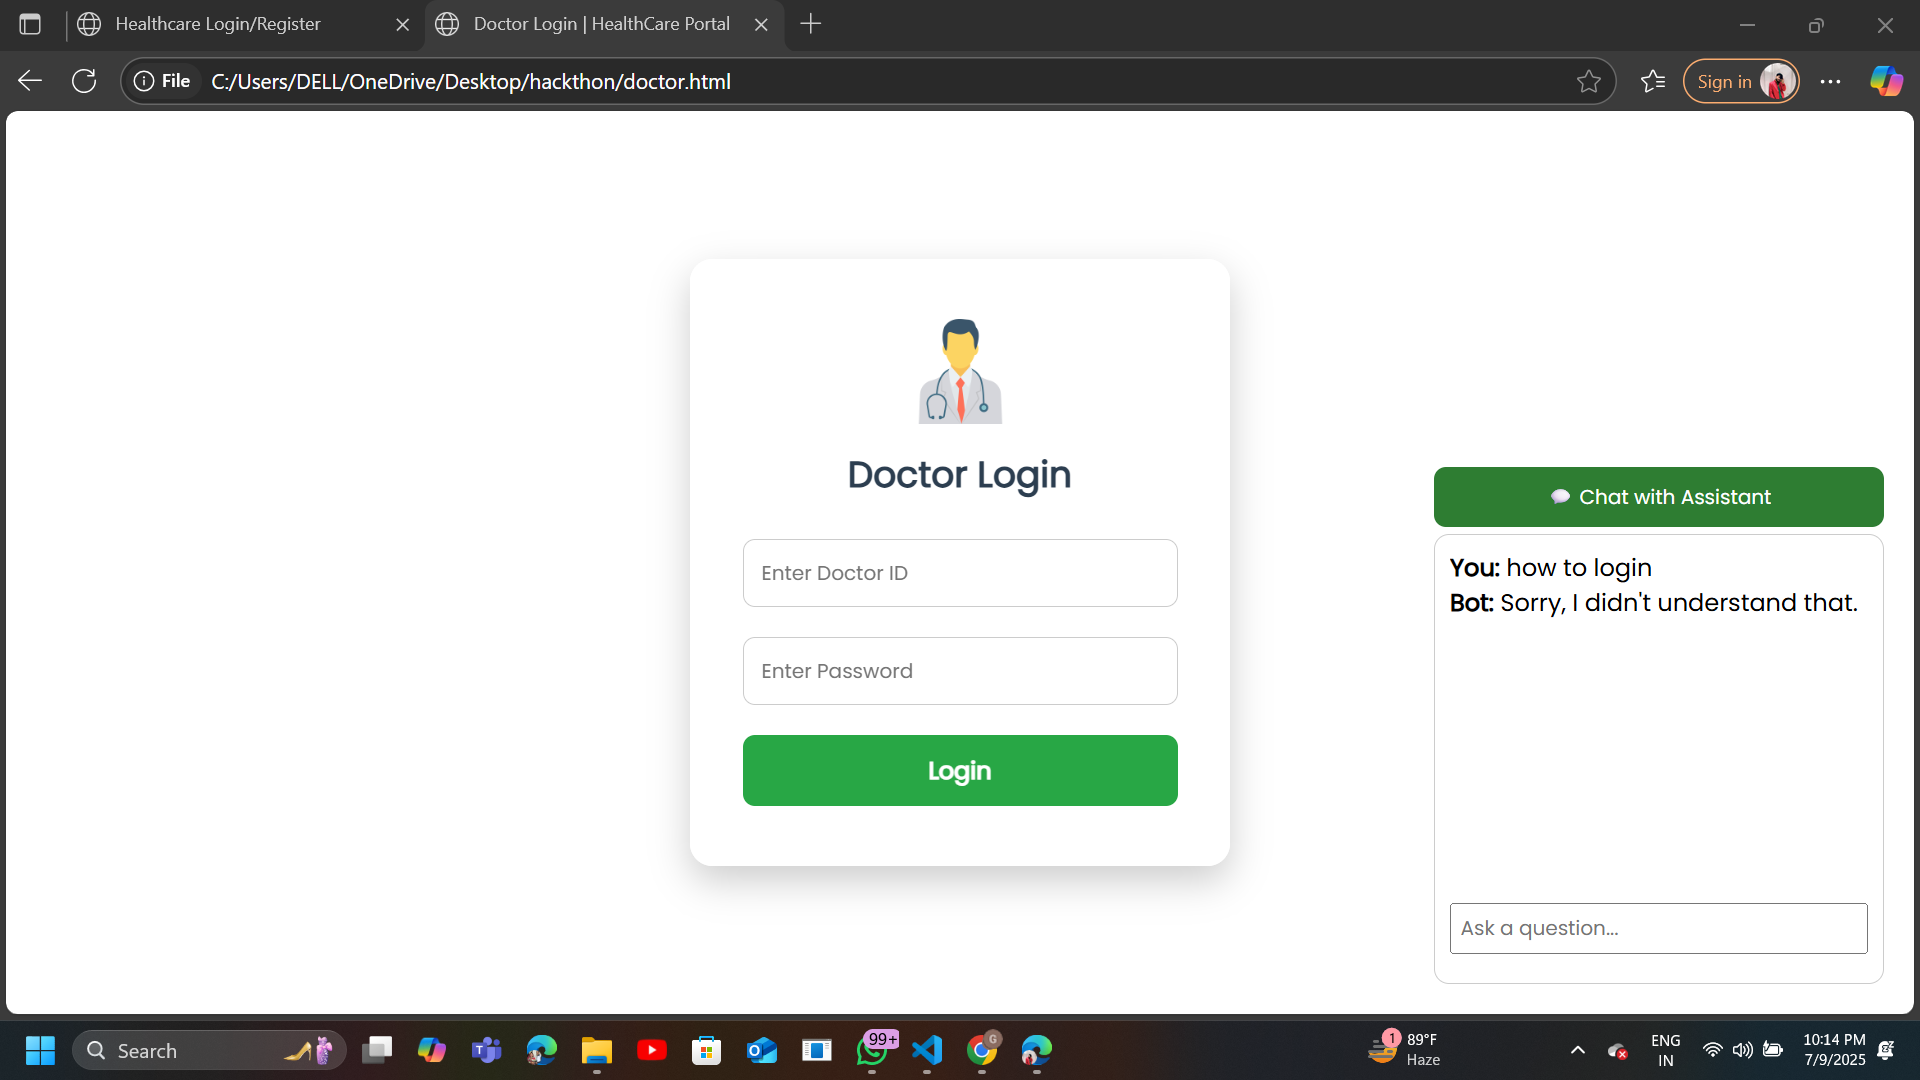 Healthcare Login/Register
Doctor Login | HealthCare Portal
File C:/Users/DELL/OneDrive/Desktop/hackthon/doctor.html
Sign in
Doctor Login
Enter Doctor ID
Enter Password
Login
Chat with Assistant
You: how to login
Bot: Sorry, I didn't understand that.
Ask a question...
Search
99+
G
1
89°F
Haze
ENG
IN
10:14 PM
7/9/2025